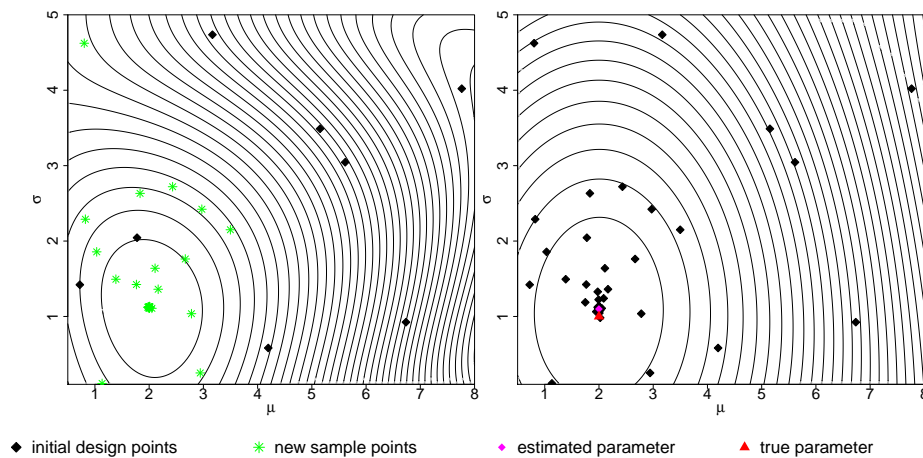 5
4
3
2
1
σ
1 2 3 4 5 6 7 8
μ
5
4
3
2
1
σ
1 2 3 4 5 6 7 8
μ
initial design points new sample points estimated parameter true parameter